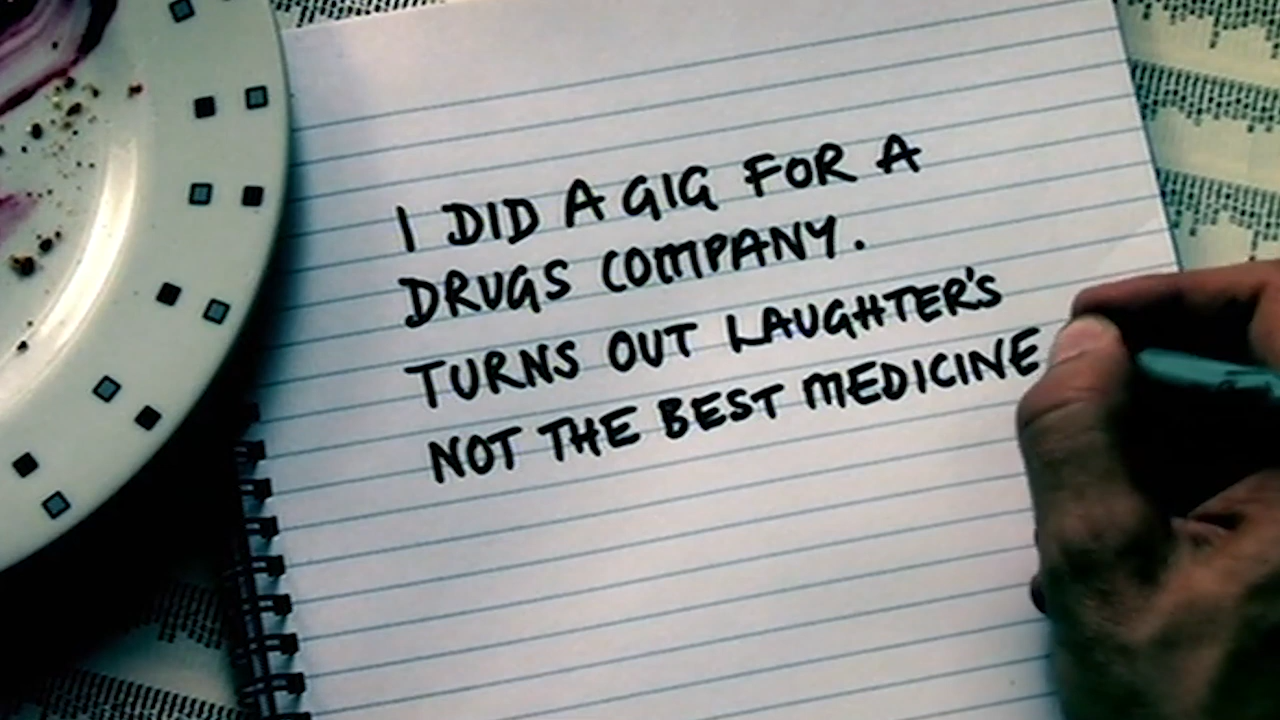 I DID A GIG FOR A
DRUGS COMPANY.
TURNS OUT LAUGHTER'S
NOT THE BEST MEDICINE